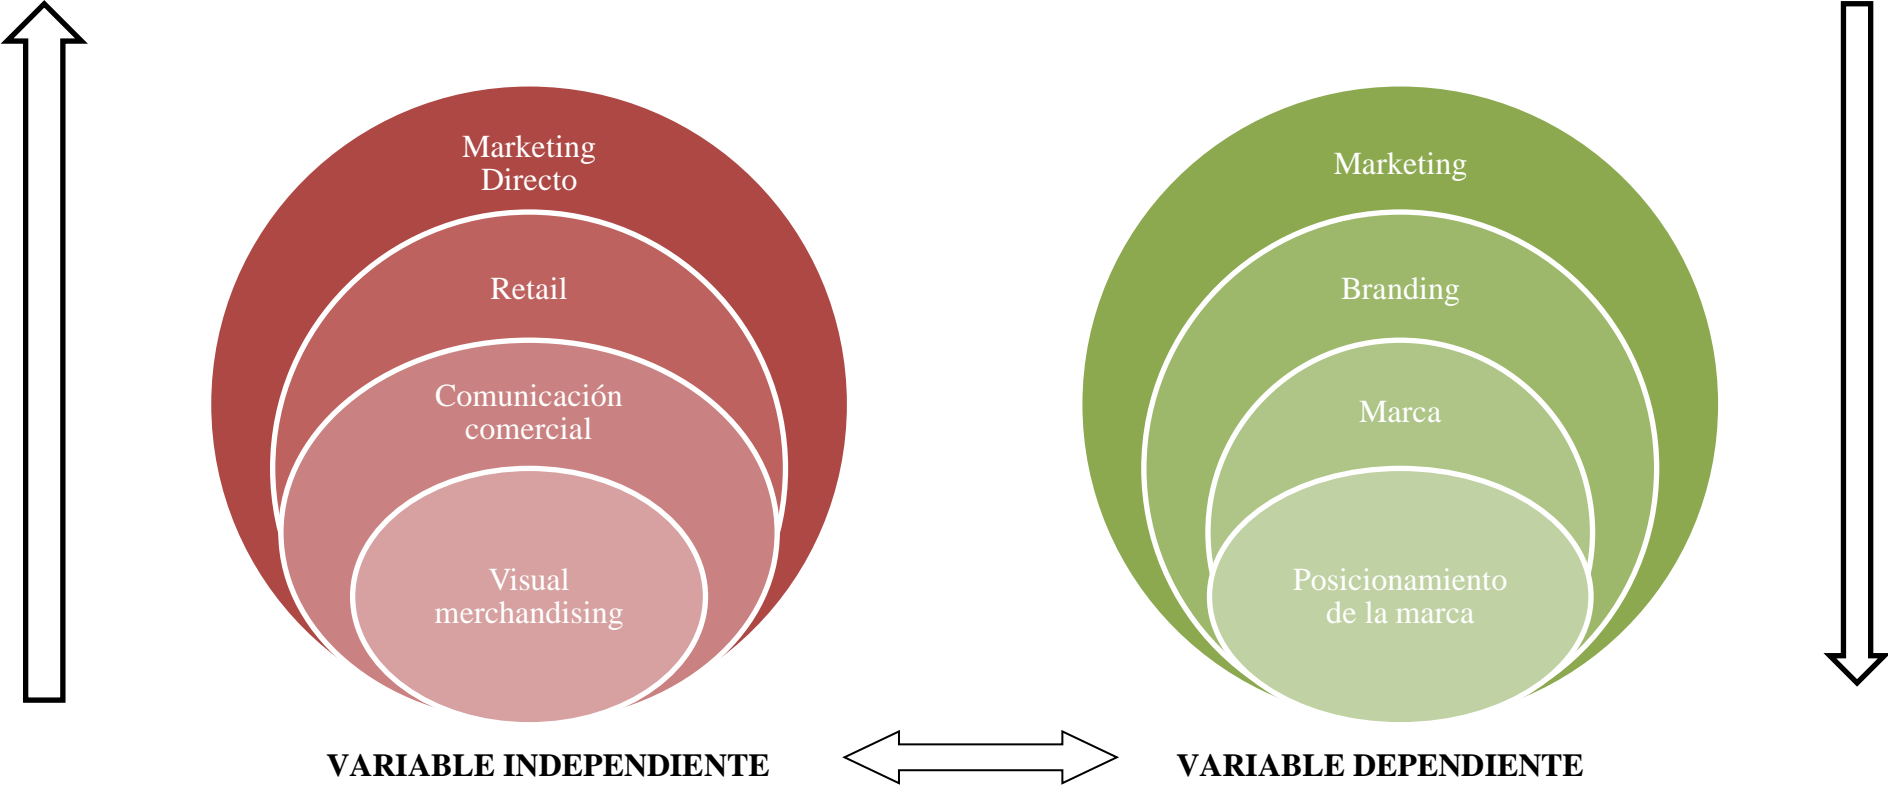 Marketing
Directo
Retail
Comunicación
comercial
Visual
merchandising
Marketing
Branding
Marca
Posicionamiento
de la marca
VARIABLE INDEPENDIENTE
VARIABLE DEPENDIENTE